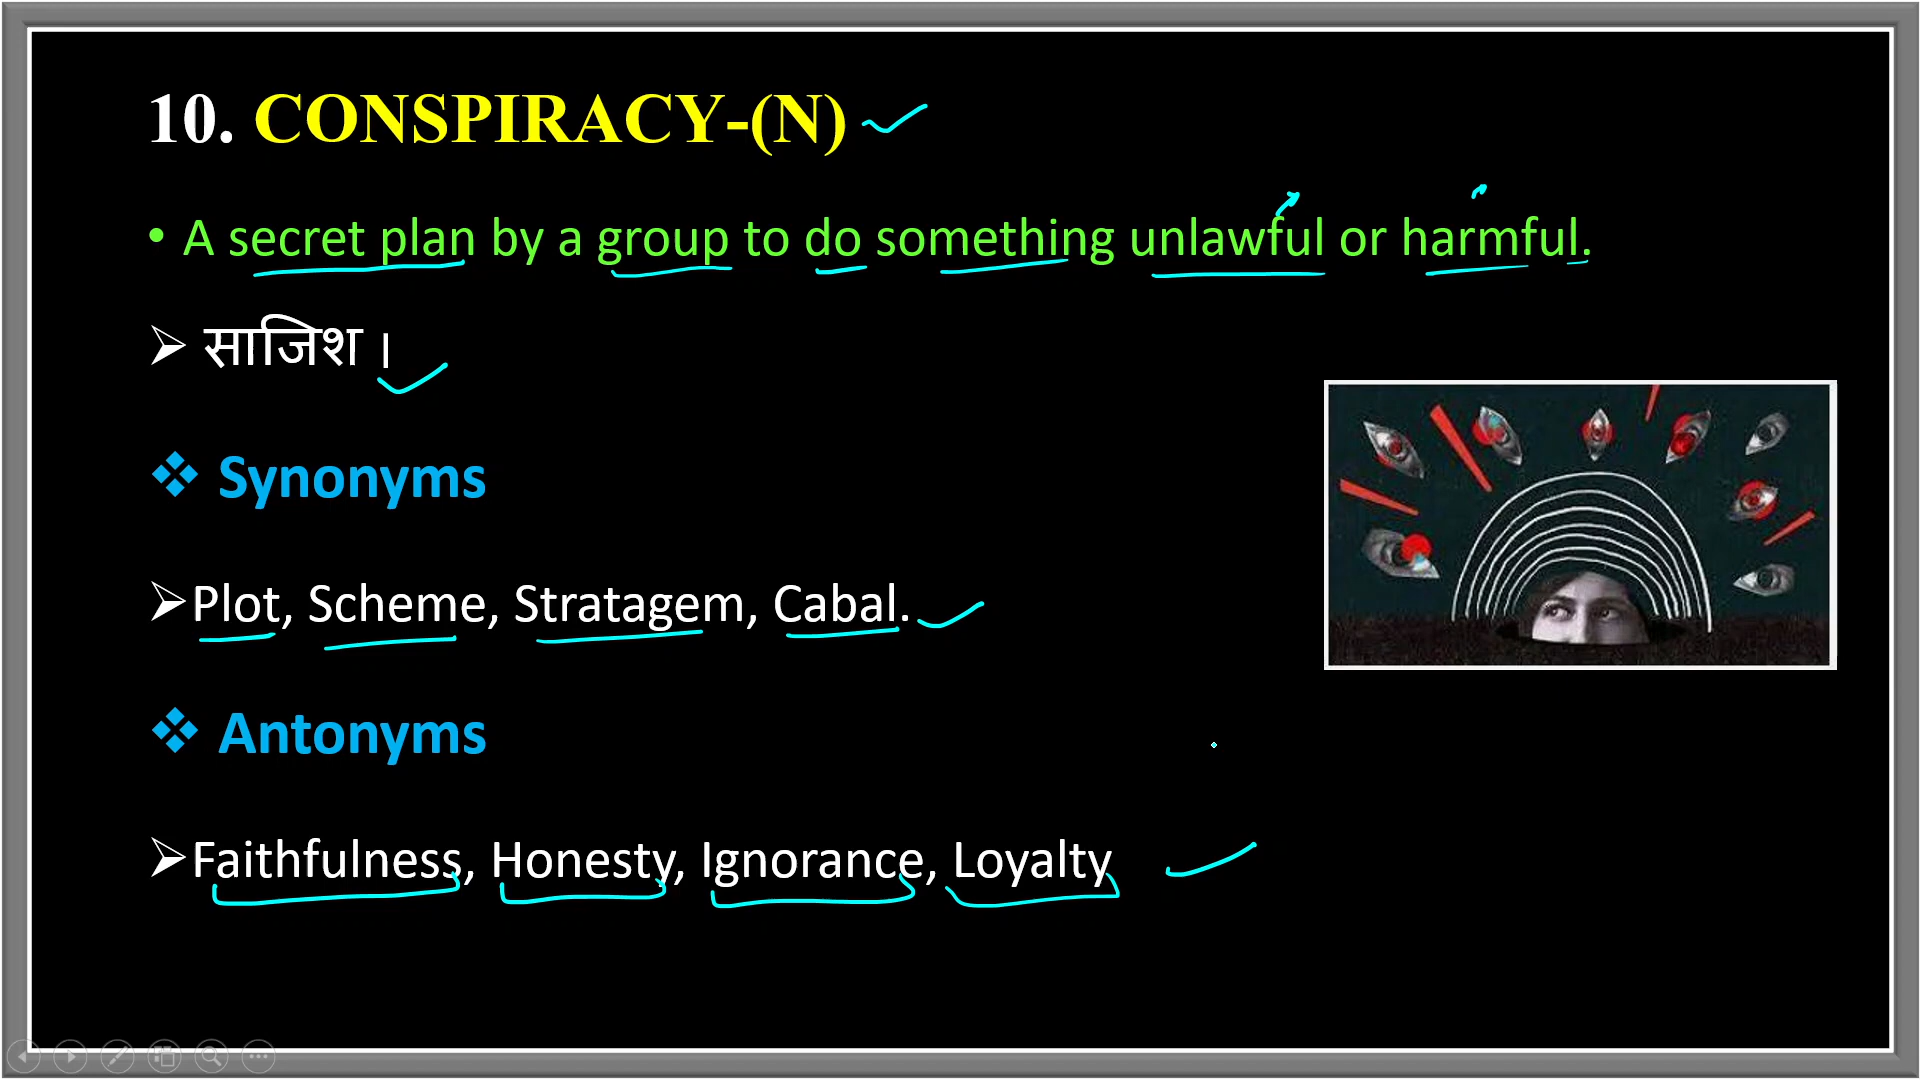 10. CONSPIRACY-(N)
• A secret plan by a group to do something unlawful or harmful.
➢ साजिश ।
❖ Synonyms
➢Plot, Scheme, Stratagem, Cabal.
❖ Antonyms
➢Faithfulness, Honesty, Ignorance, Loyalty